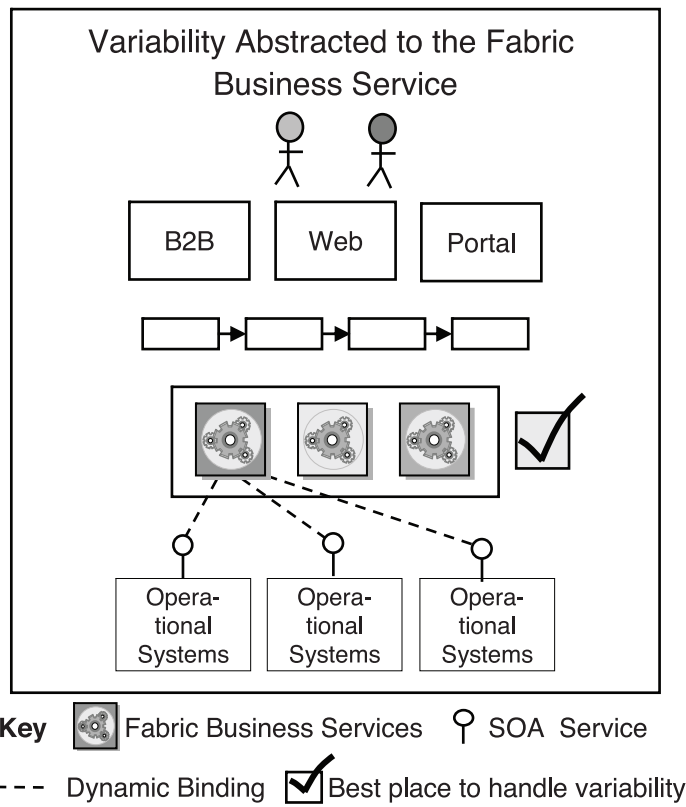 Variability Abstracted to the Fabric
Business Service
B2B
Web
Portal
Opera-
tional
Systems
Opera-
tional
Systems
Opera-
tional
Systems
Key Fabric Business Services SOA Service
Dynamic Binding Best place to handle variability